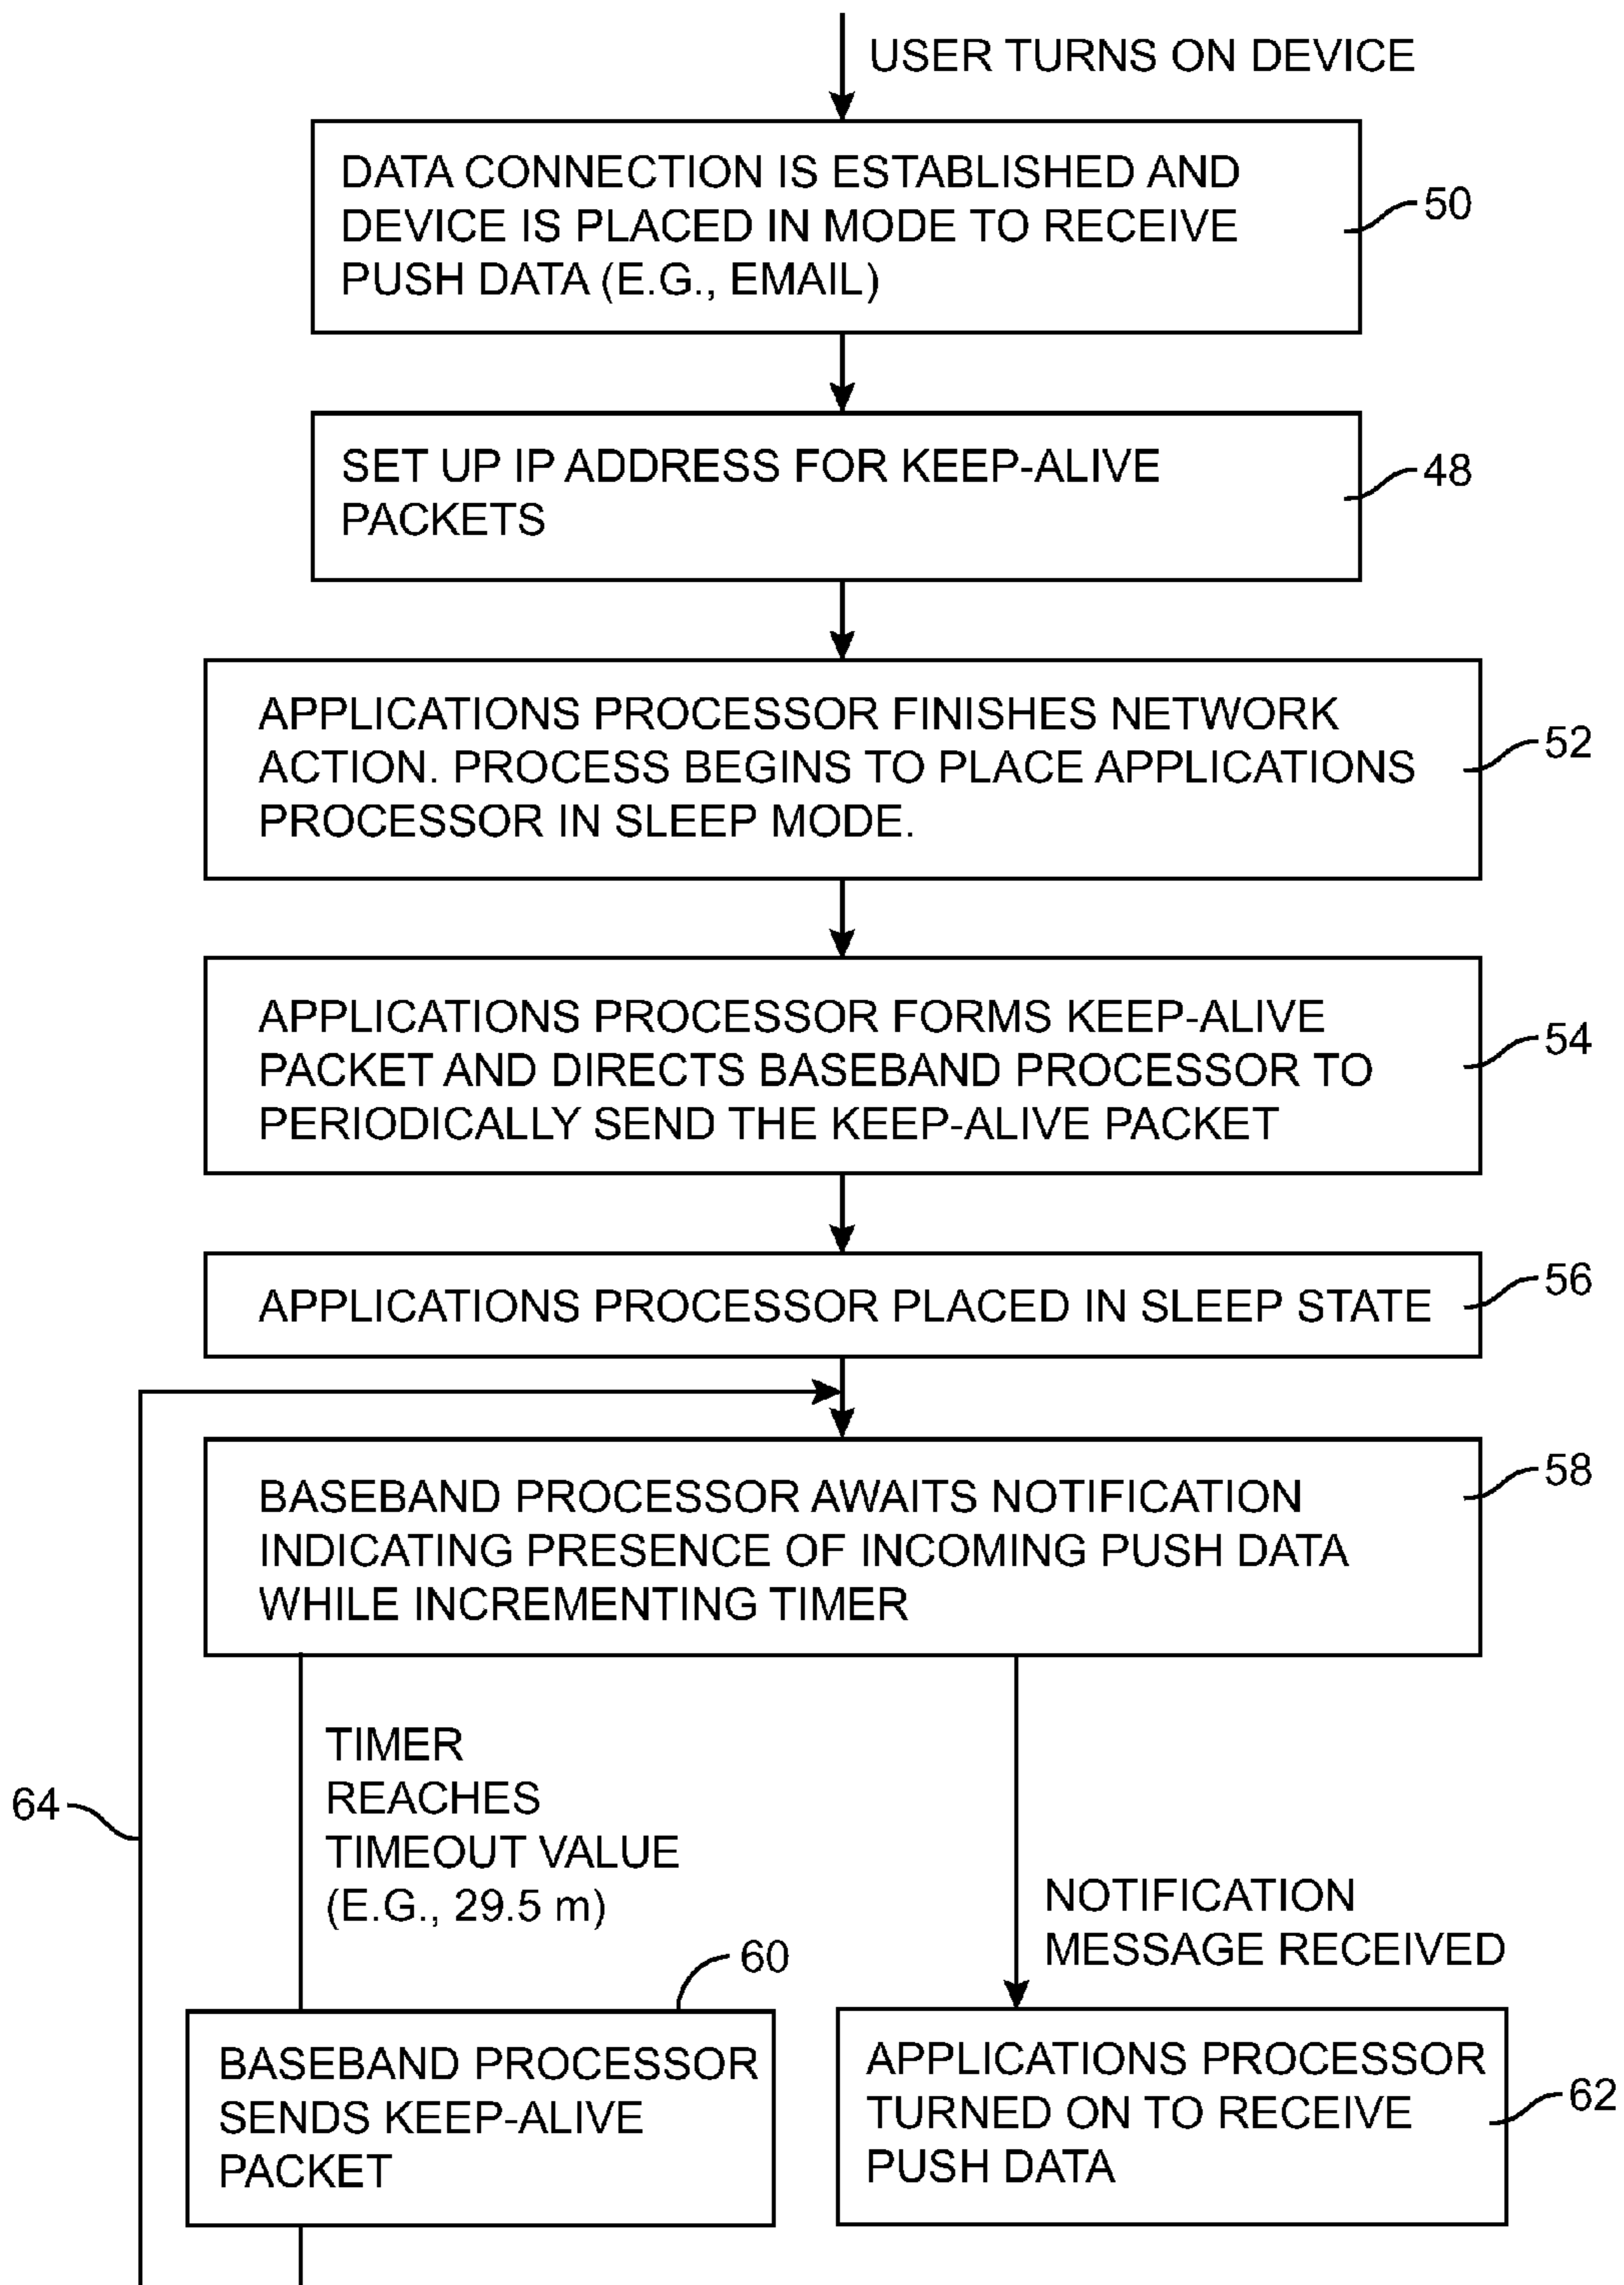 USER TURNS ON DEVICE
DATA CONNECTION IS ESTABLISHED AND
DEVICE IS PLACED IN MODE TO RECEIVE
PUSH DATA (E.G., EMAIL)
50
SET UP IP ADDRESS FOR KEEP-ALIVE
PACKETS
48
APPLICATIONS PROCESSOR FINISHES NETWORK
ACTION. PROCESS BEGINS TO PLACE APPLICATIONS
PROCESSOR IN SLEEP MODE.
52
APPLICATIONS PROCESSOR FORMS KEEP-ALIVE
PACKET AND DIRECTS BASEBAND PROCESSOR TO
PERIODICALLY SEND THE KEEP-ALIVE PACKET
54
APPLICATIONS PROCESSOR PLACED IN SLEEP STATE
56
BASEBAND PROCESSOR AWAITS NOTIFICATION
INDICATING PRESENCE OF INCOMING PUSH DATA
WHILE INCREMENTING TIMER
58
TIMER
REACHES
TIMEOUT VALUE
(E.G., 29.5 m)
64
NOTIFICATION
MESSAGE RECEIVED
60
BASEBAND PROCESSOR
SENDS KEEP-ALIVE
PACKET
APPLICATIONS PROCESSOR
TURNED ON TO RECEIVE
PUSH DATA
62